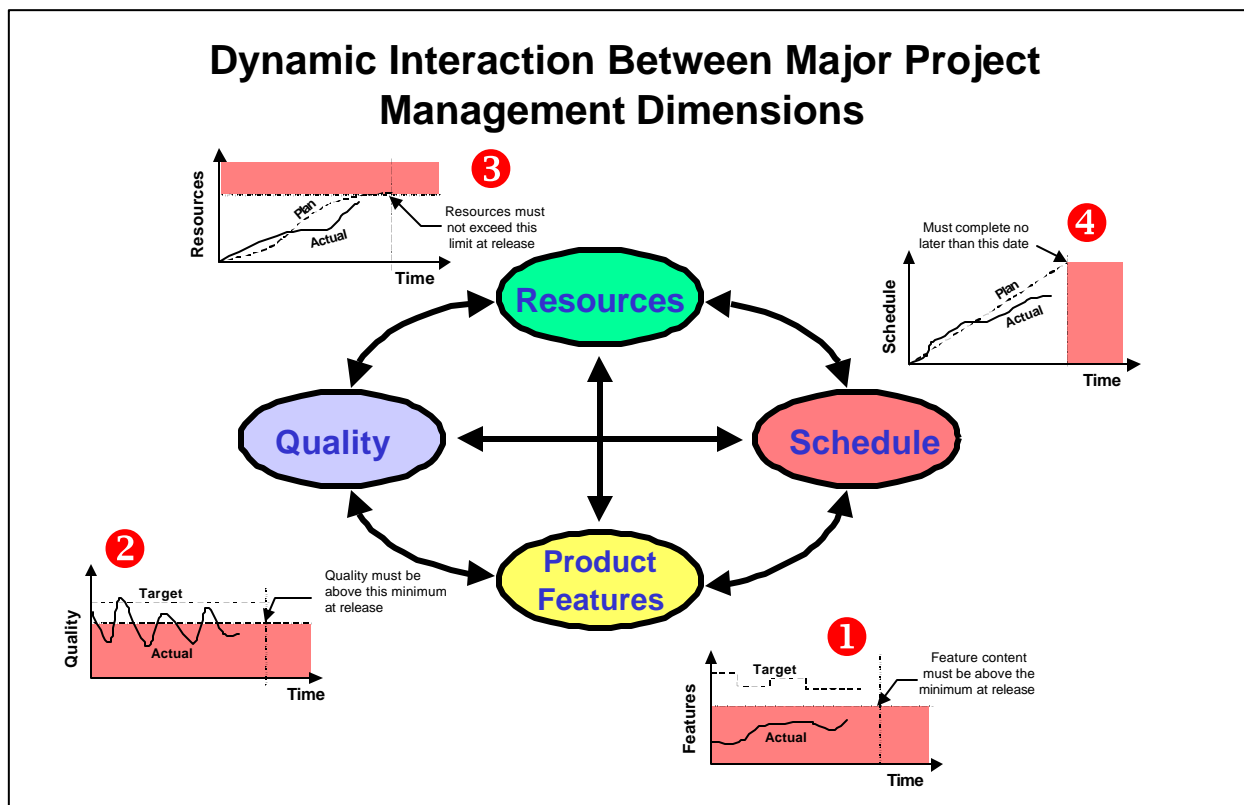 Dynamic Interaction Between Major Project
Management Dimensions
3
Resources
Plan
Actual
Time
Resources must
not exceed this
limit at release
4
Must complete no
later than this date
Schedule
Plan
Actual
Time
Resources
Quality
Schedule
Product
Features
2
Quality
Target
Actual
Time
Quality must be
above this minimum
at release
1
Features
Target
Actual
Time
Feature content
must be above the
minimum at release